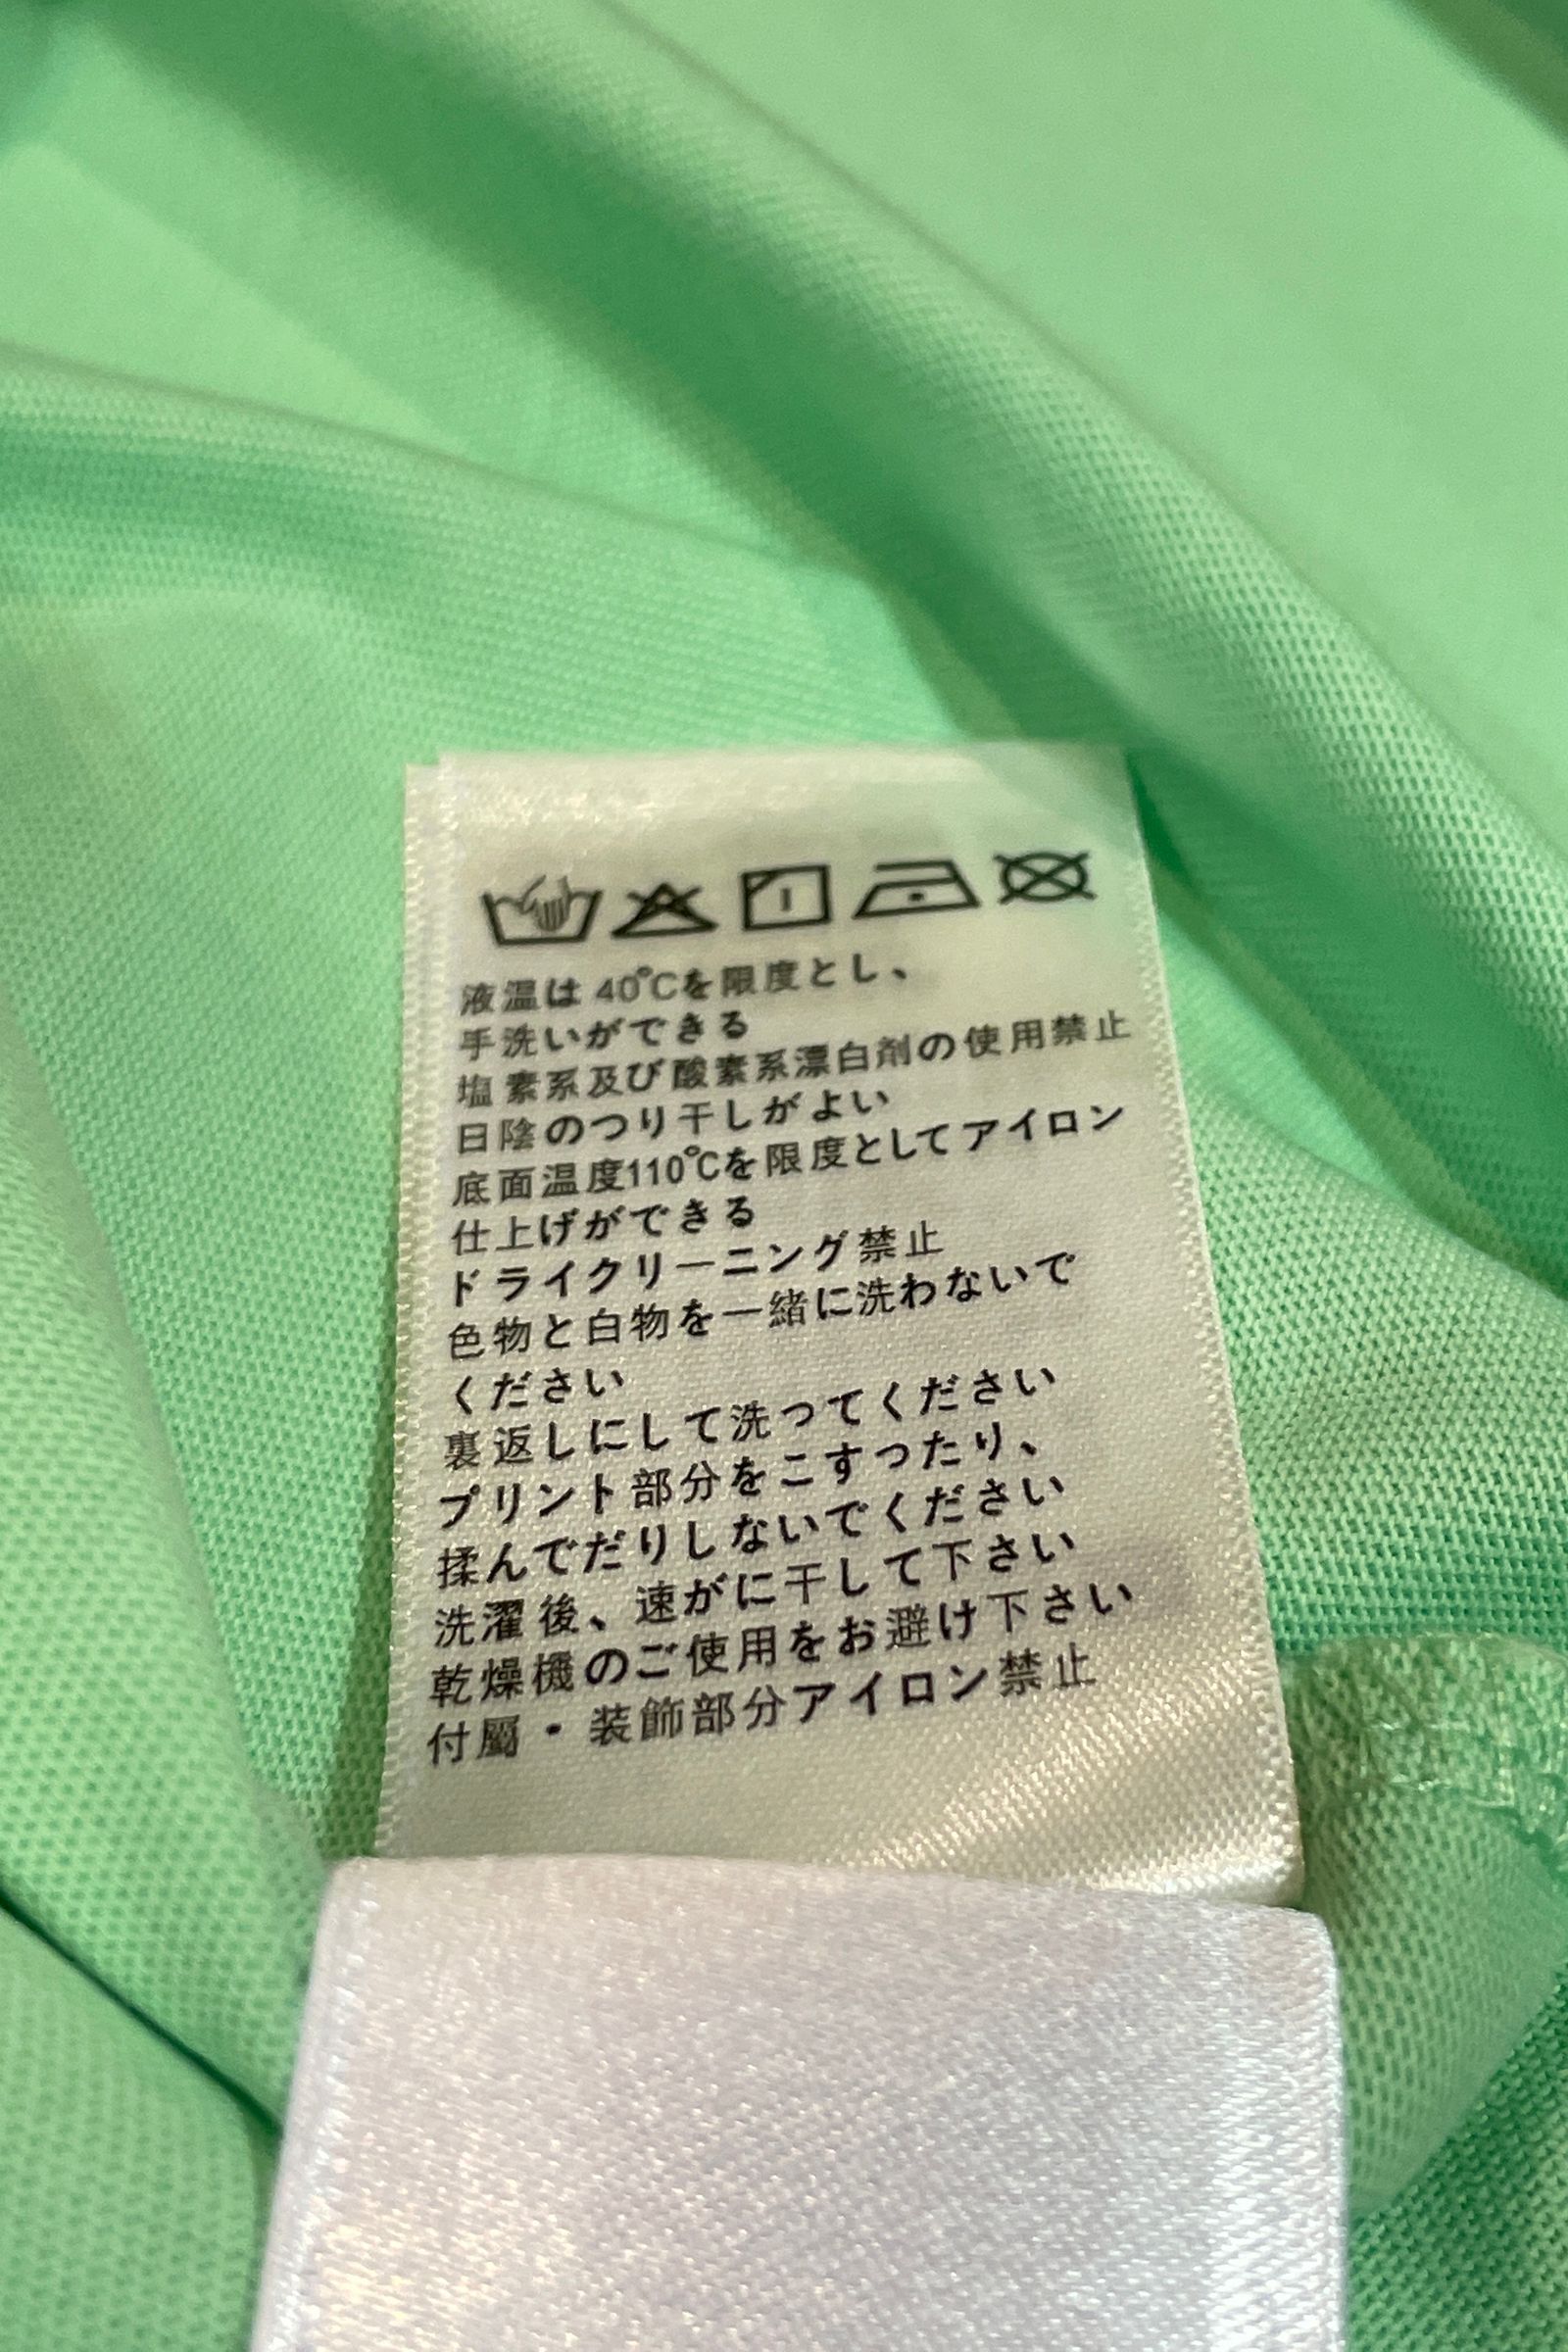 液温は 40℃を限度とし、
手洗いができる
塩素系及び酸素系漂白剤の使用禁止
日陰のつり干しがよい
底面温度110℃を限度としてアイロン
仕上げができる
ドライクリーニング禁止
色物と白物を一緒に洗わないで
ください
裏返しにして洗つてください
プリント部分をこすつたり、
揉んでだりしないでください
洗濯後、速がに干して下さい
乾燥機のご使用をお避け下さい
付屬・装飾部分アイロン禁止